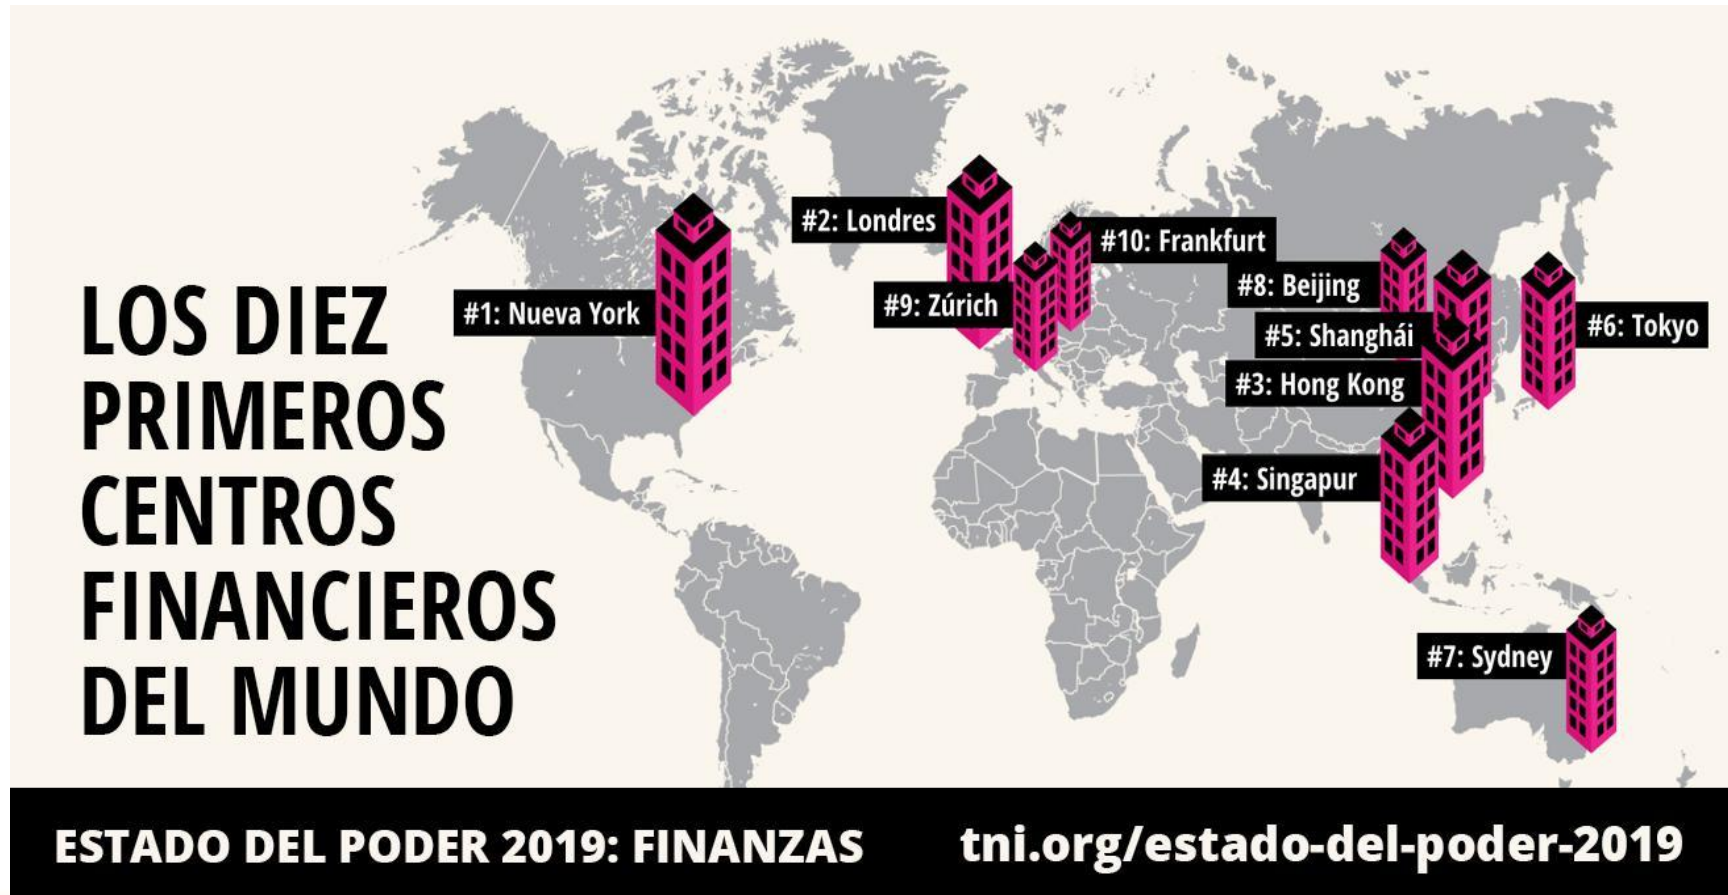 LOS DIEZ
PRIMEROS
CENTROS
FINANCIEROS
DEL MUNDO
#1: Nueva York
#2: Londres
#9: Zúrich
#10: Frankfurt
#8: Beijing
#5: Shanghái
#3: Hong Kong
#4: Singapur
#6: Tokyo
#7: Sydney
ESTADO DEL PODER 2019: FINANZAS
tni.org/estado-del-poder-2019